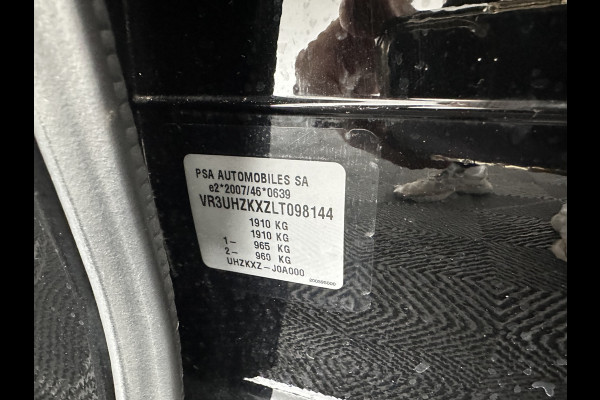 PSA AUTOMOBILES SA
e2*2007/46*0639
VR3UHZKXZLT098144
1910 KG
1910 KG
1- 965 KG
2- 960 KG
UHZKXZ-J0A000